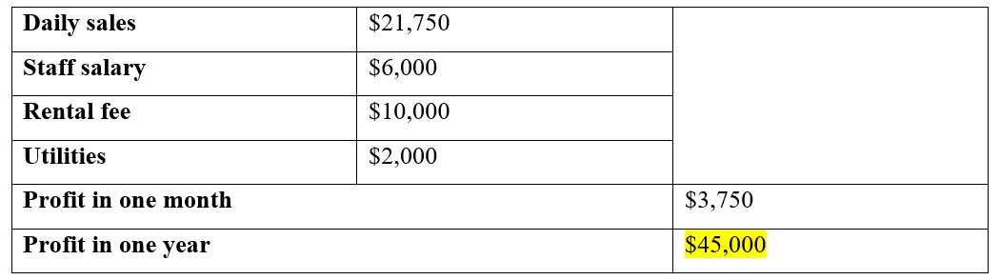 Daily sales $21,750
Staff salary $6,000
Rental fee $10,000
Utilities $2,000
Profit in one month $3,750
Profit in one year $45,000